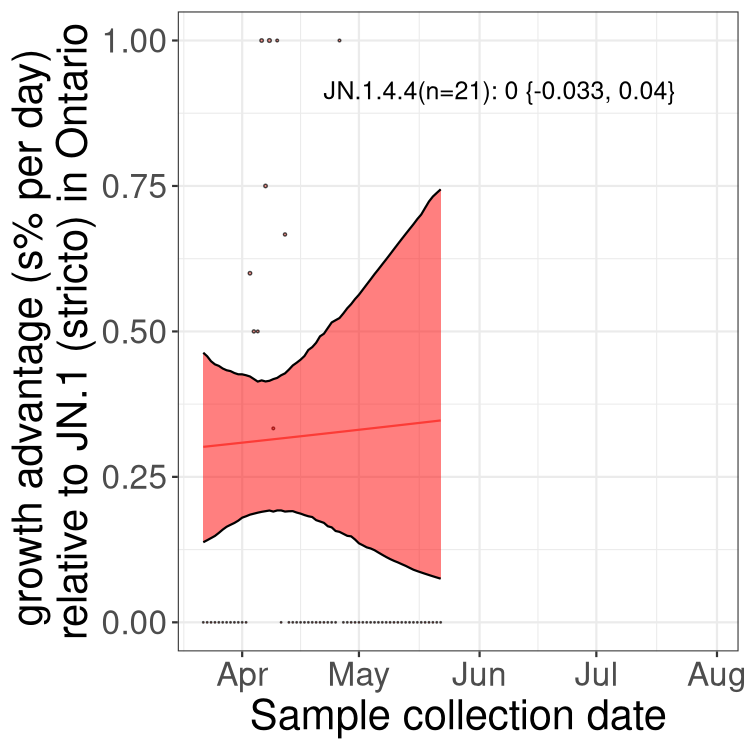 growth advantage (s% per day)
relative to JN.1 (stricto) in Ontario
1.00
0.75
0.50
0.25
0.00
JN.1.4.4(n=21): 0 {-0.033, 0.04}
Apr May Jun Jul Aug
Sample collection date